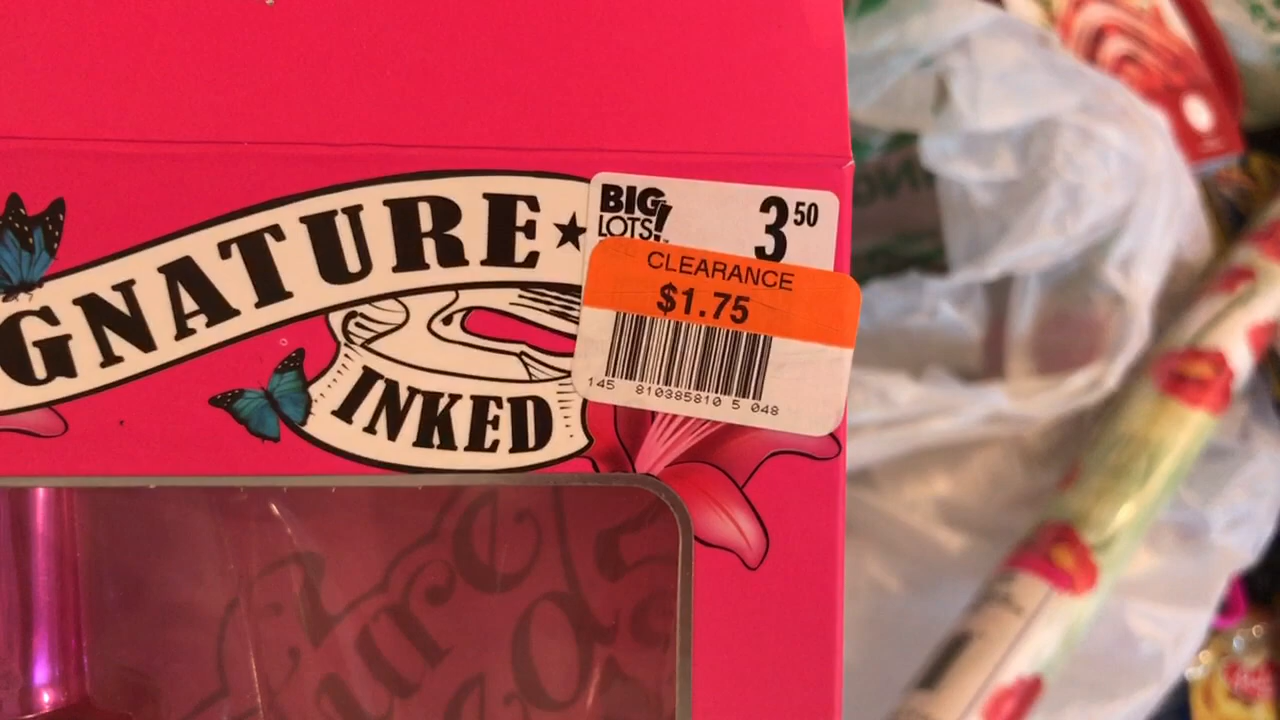 GNATURE★
INKED
BIG
LOTS!
3 50
CLEARANCE
$1.75
145 810385810 5 048